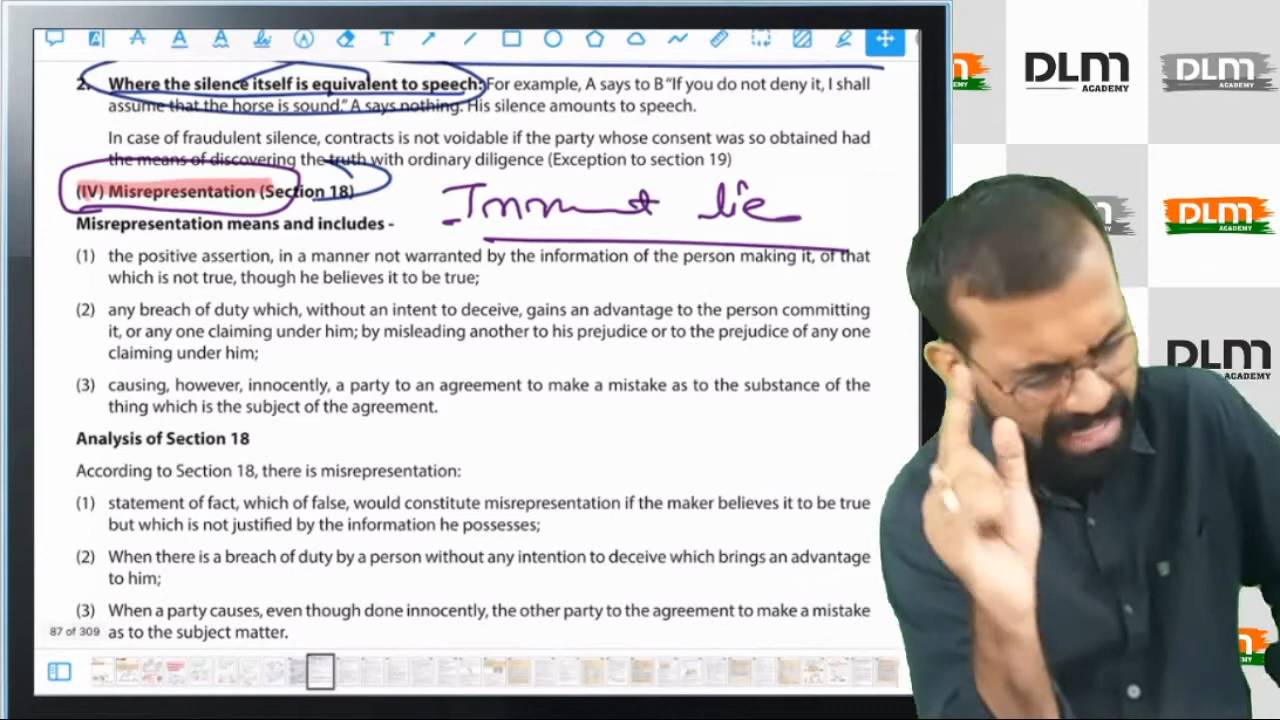 DLM
ACADEMY
DLM
ACADEMY
2. Where the silence itself is equivalent to speech: For example, A says to B "If you do not deny it, I shall
assume that the horse is sound." A says nothing. His silence amounts to speech.
In case of fraudulent silence, contracts is not voidable if the party whose consent was so obtained had
the means of discovering the truth with ordinary diligence (Exception to section 19)
(IV) Misrepresentation (Section 18)
Innocent lie
Misrepresentation means and includes -
(1) the positive assertion, in a manner not warranted by the information of the person making it, of that
which is not true, though he believes it to be true;
(2) any breach of duty which, without an intent to deceive, gains an advantage to the person committing
it, or any one claiming under him; by misleading another to his prejudice or to the prejudice of any one
claiming under him;
(3) causing, however, innocently, a party to an agreement to make a mistake as to the substance of the
thing which is the subject of the agreement.
Analysis of Section 18
According to Section 18, there is misrepresentation:
(1) statement of fact, which of false, would constitute misrepresentation if the maker believes it to be true
but which is not justified by the information he possesses;
(2) When there is a breach of duty by a person without any intention to deceive which brings an advantage
to him;
(3) When a party causes, even though done innocently, the other party to the agreement to make a mistake
as to the subject matter.
87 of 309
ACADEMY
DLM
ACADEMY
DLM
ACADEMY